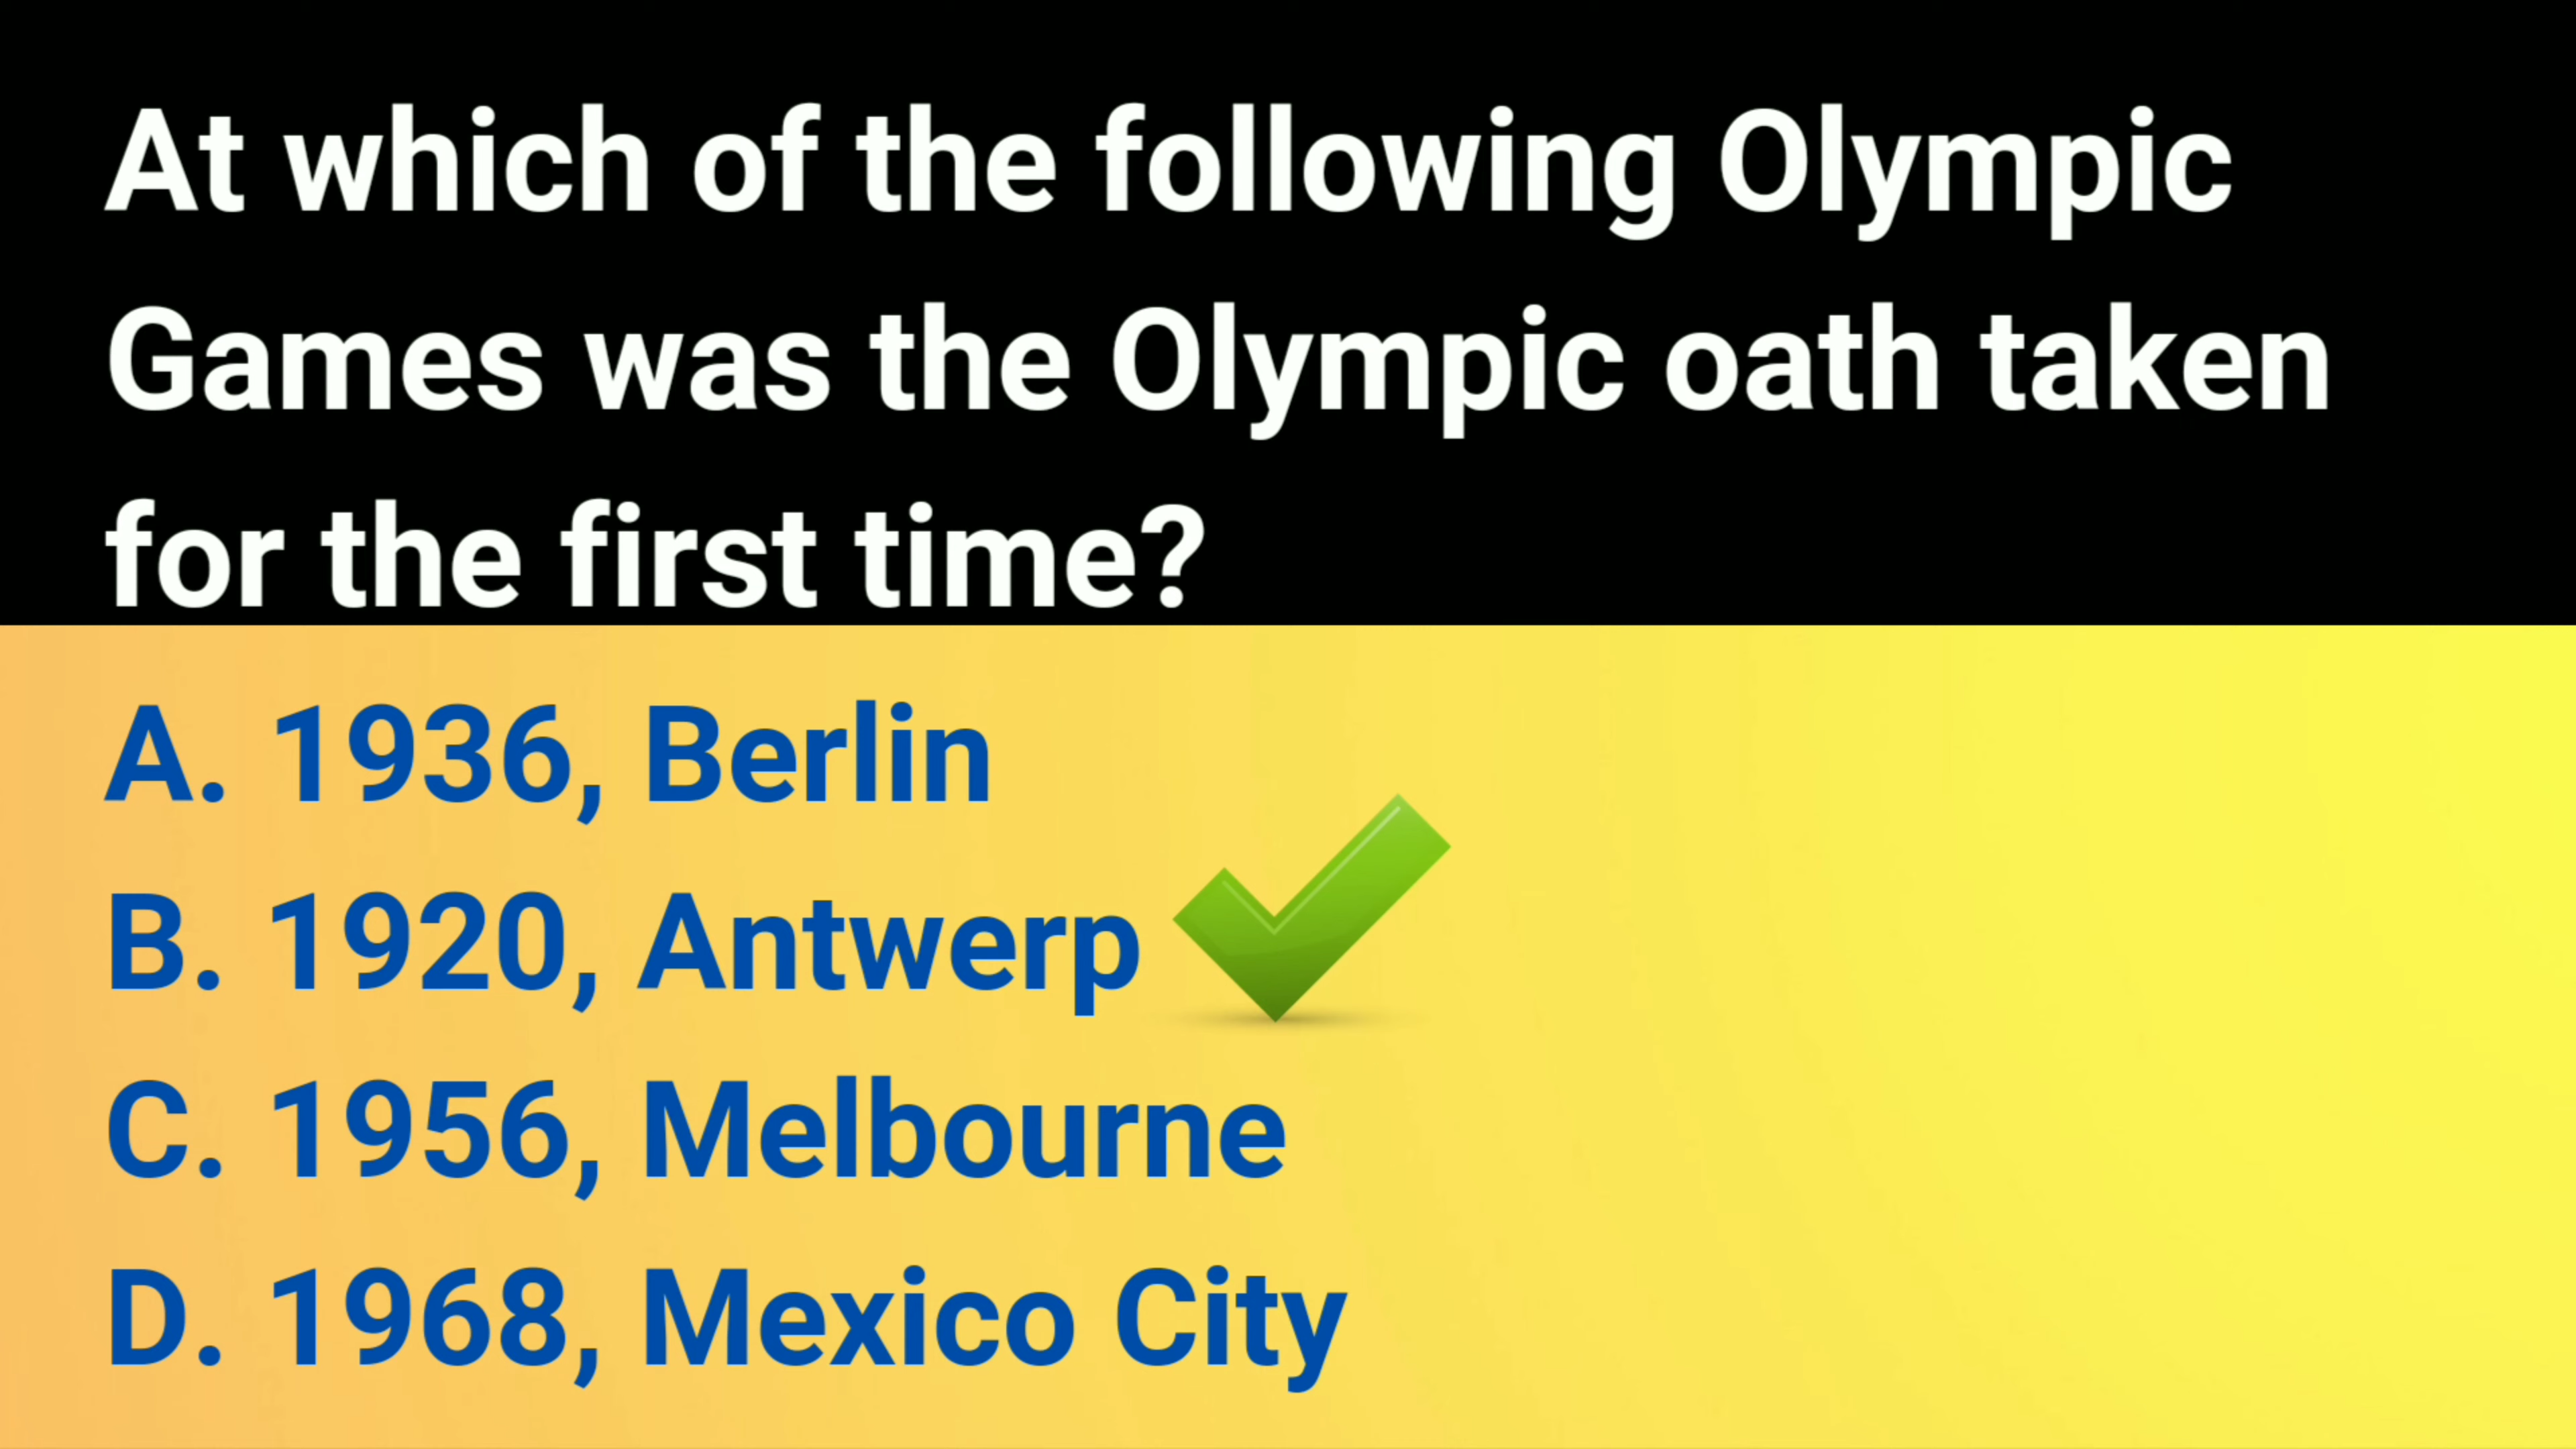 At which of the following Olympic
Games was the Olympic oath taken
for the first time?
A. 1936, Berlin
B. 1920, Antwerp
C. 1956, Melbourne
D. 1968, Mexico City